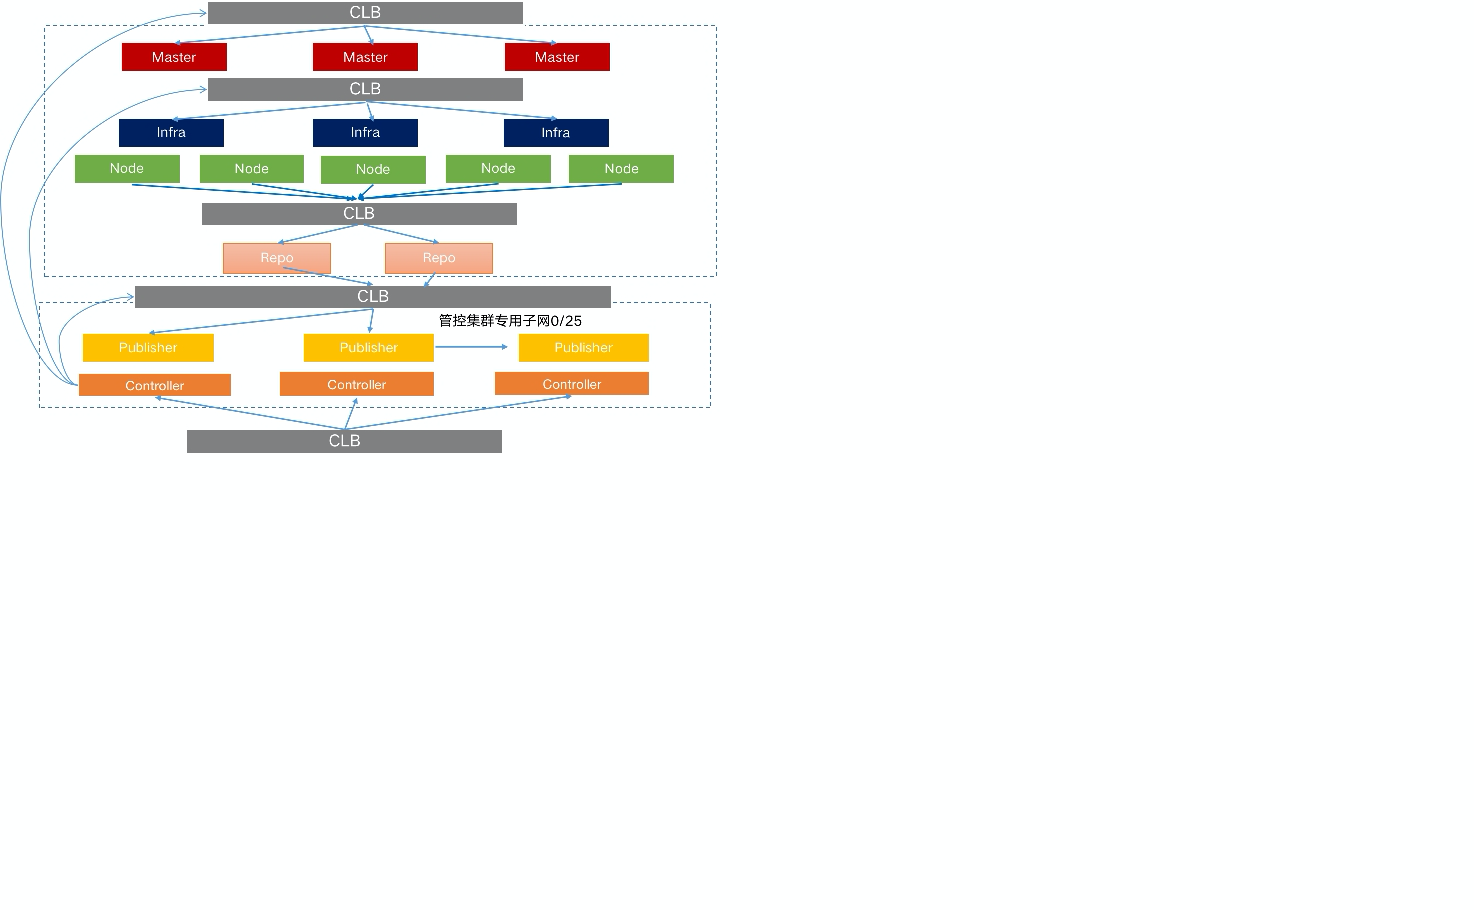 CLB
Master Master Master
CLB
Infra Infra Infra
Node Node Node Node Node
CLB
Repo Repo
CLB
管控集群专用子网0/25
Publisher Publisher Publisher
Controller Controller Controller
CLB